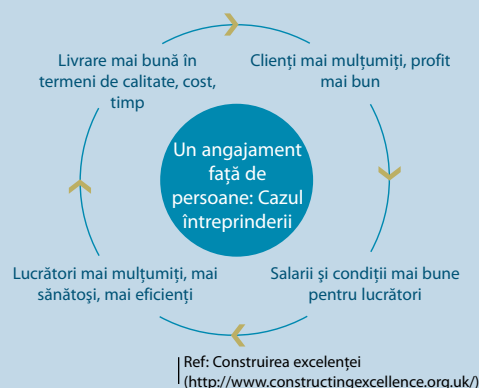 Livrare mai bună în
termeni de calitate, cost,
timp
Clienți mai mulțumiți, profit
mai bun
Un angajament
față de
persoane: Cazul
întreprinderii
Lucrători mai mulțumiți, mai
sănătoşi, mai eficienți
Salarii şi condiții mai bune
pentru lucrători
Ref: Construirea excelenței
(http://www.constructingexcellence.org.uk/)